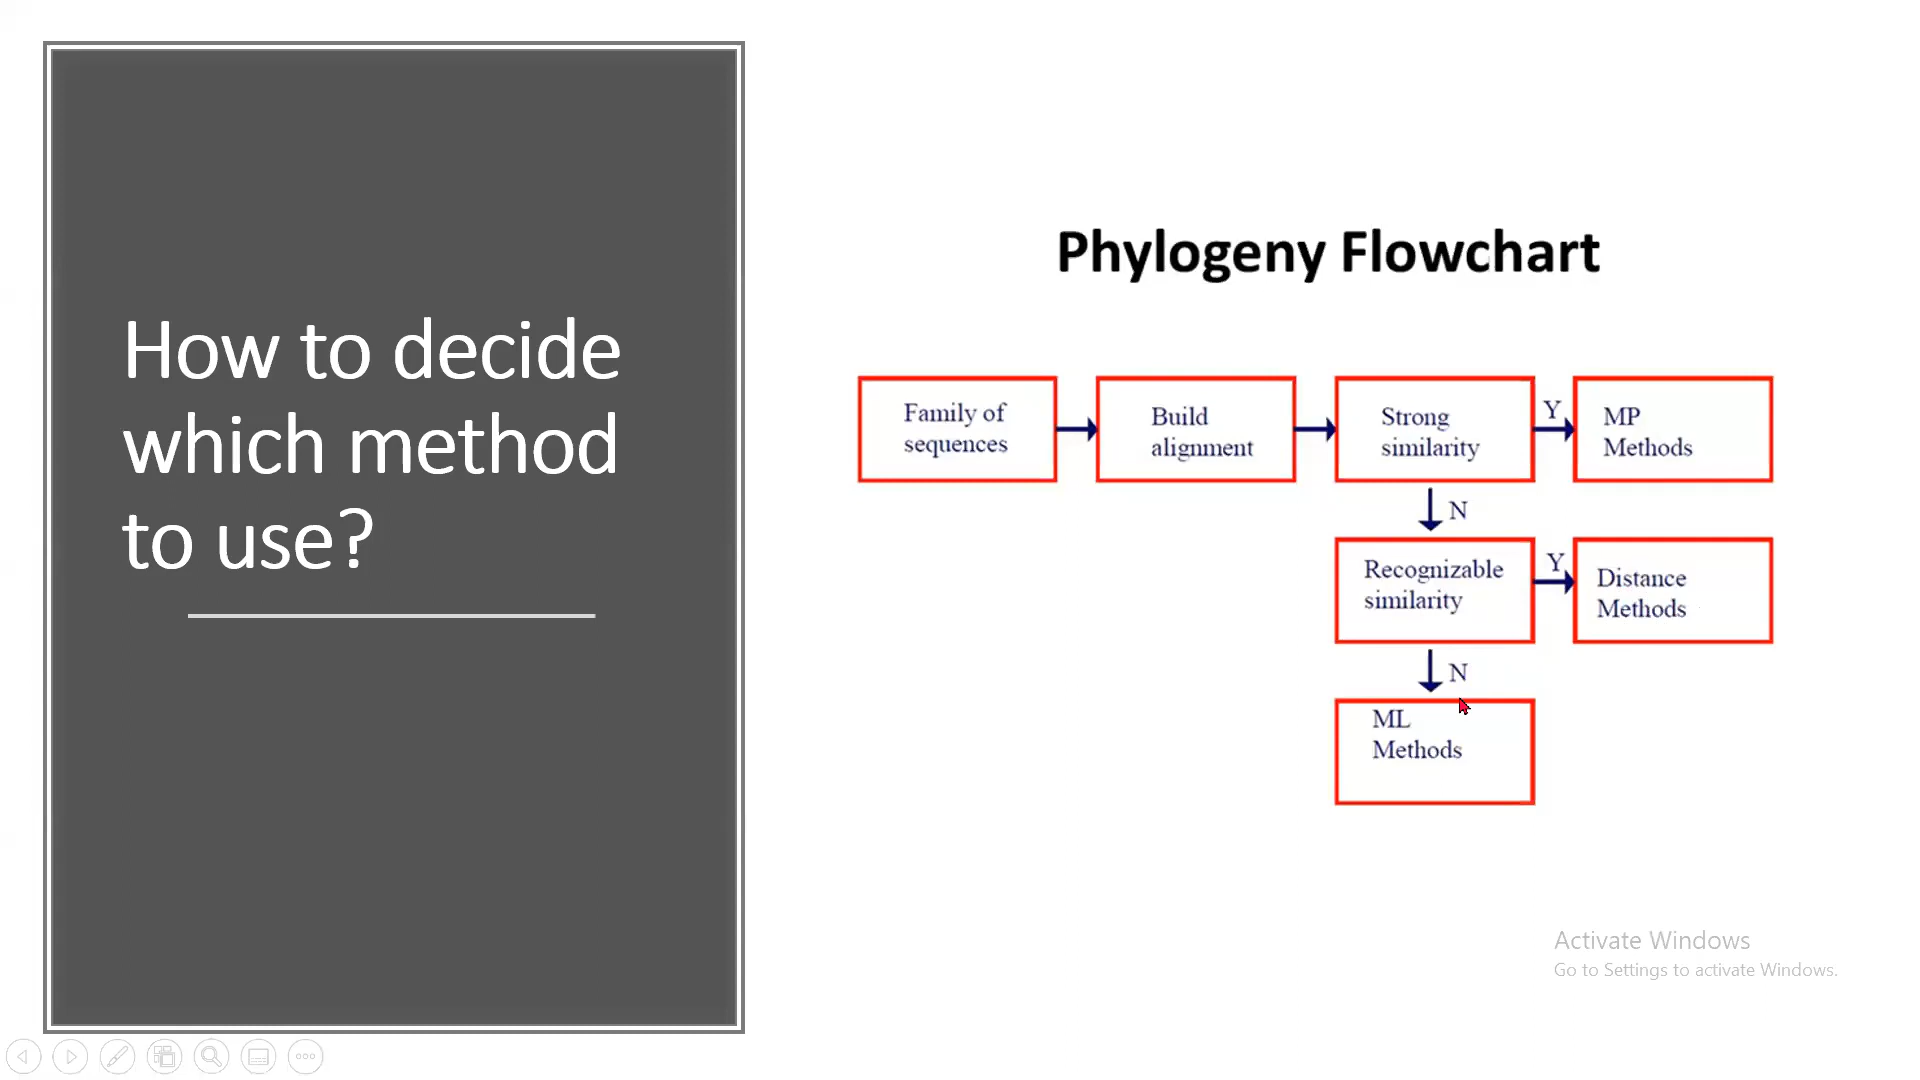 How to decide
which method
to use?
Phylogeny Flowchart
Family of
sequences
Build
alignment
Strong
similarity
Y
MP
Methods
N
Recognizable
similarity
Y
Distance
Methods
N
ML
Methods
Activate Windows
Go to Settings to activate Windows.